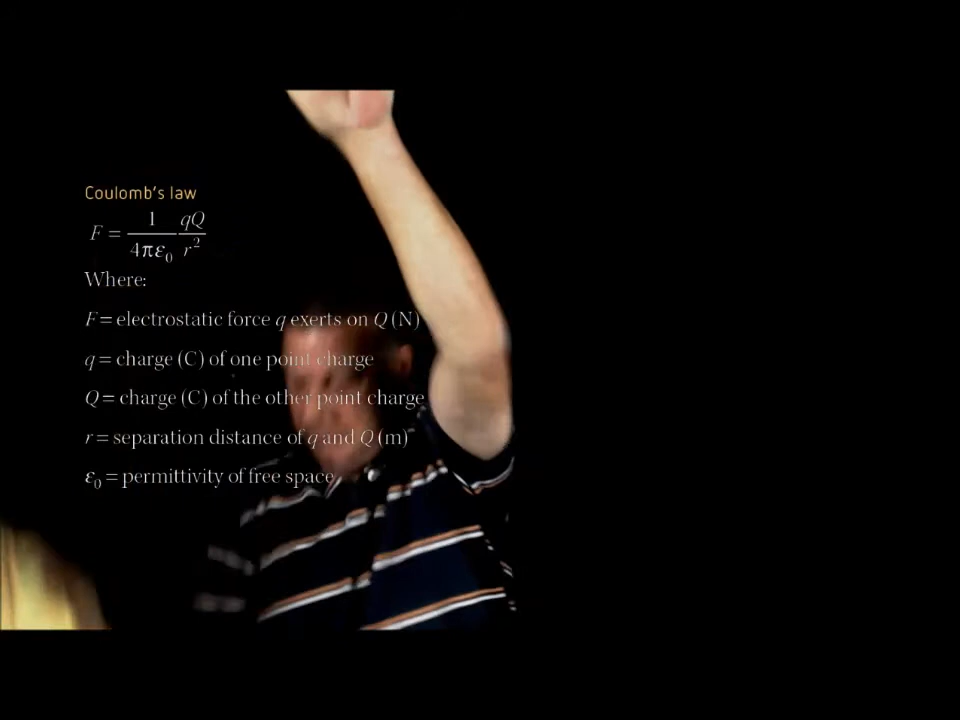 Coulomb's law
F = 1/4πε₀ qQ/r²
Where:
F = electrostatic force q exerts on Q (N)
q = charge (C) of one point charge
Q = charge (C) of the other point charge
r = separation distance of q and Q (m)
ε₀ = permittivity of free space